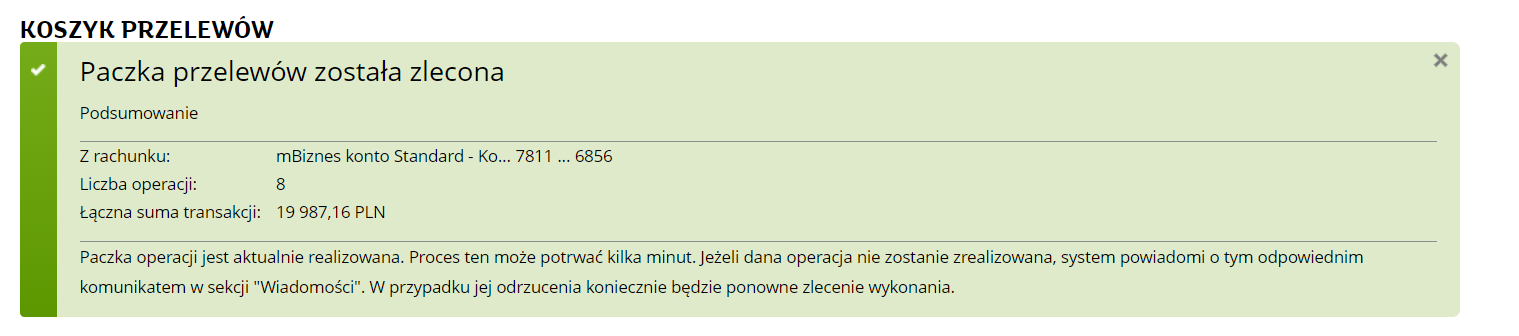 KOSZYK PRZELEWÓW
Paczka przelewów została zlecona
Podsumowanie
Z rachunku: mBiznes konto Standard - Ko... 7811 ... 6856
Liczba operacji: 8
Łączna suma transakcji: 19 987,16 PLN
Paczka operacji jest aktualnie realizowana. Proces ten może potrwać kilka minut. Jeżeli dana operacja nie zostanie zrealizowana, system powiadomi o tym odpowiednim
komunikatem w sekcji "Wiadomości". W przypadku jej odrzucenia koniecznie będzie ponowne zlecenie wykonania.